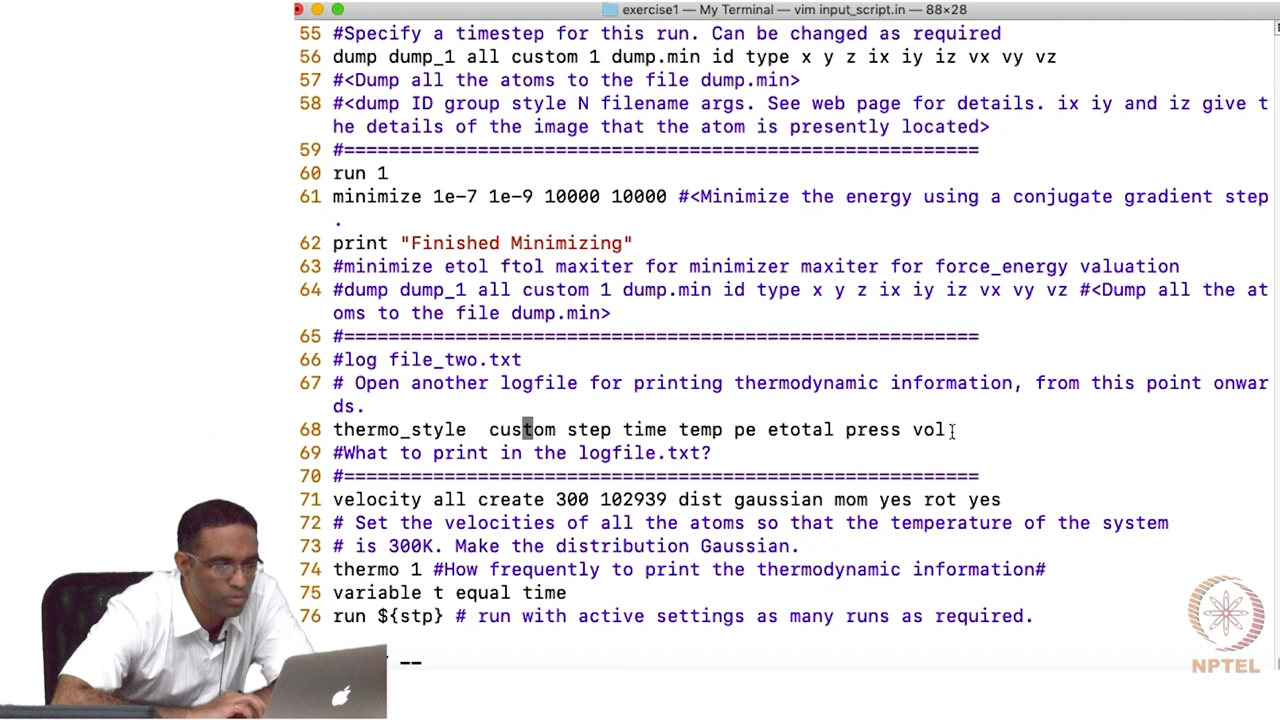 exercise1 — My Terminal — vim input_script.in — 88×28
55 #Specify a timestep for this run. Can be changed as required
56 dump dump_1 all custom 1 dump.min id type x y z ix iy iz vx vy vz
57 #<Dump all the atoms to the file dump.min>
58 #<dump ID group style N filename args. See web page for details. ix iy and iz give t
he details of the image that the atom is presently located>
59 #=======================================================
60 run 1
61 minimize 1e-7 1e-9 10000 10000 #<Minimize the energy using a conjugate gradient step
.
62 print "Finished Minimizing"
63 #minimize etol ftol maxiter for minimizer maxiter for force_energy valuation
64 #dump dump_1 all custom 1 dump.min id type x y z ix iy iz vx vy vz #<Dump all the at
oms to the file dump.min>
65 #=======================================================
66 #log file_two.txt
67 # Open another logfile for printing thermodynamic information, from this point onwar
ds.
68 thermo_style  custom step time temp pe etotal press vol
69 #What to print in the logfile.txt?
70 #=======================================================
71 velocity all create 300 102939 dist gaussian mom yes rot yes
72 # Set the velocities of all the atoms so that the temperature of the system
73 # is 300K. Make the distribution Gaussian.
74 thermo 1 #How frequently to print the thermodynamic information#
75 variable t equal time
76 run ${stp} # run with active settings as many runs as required.
--
NPTEL